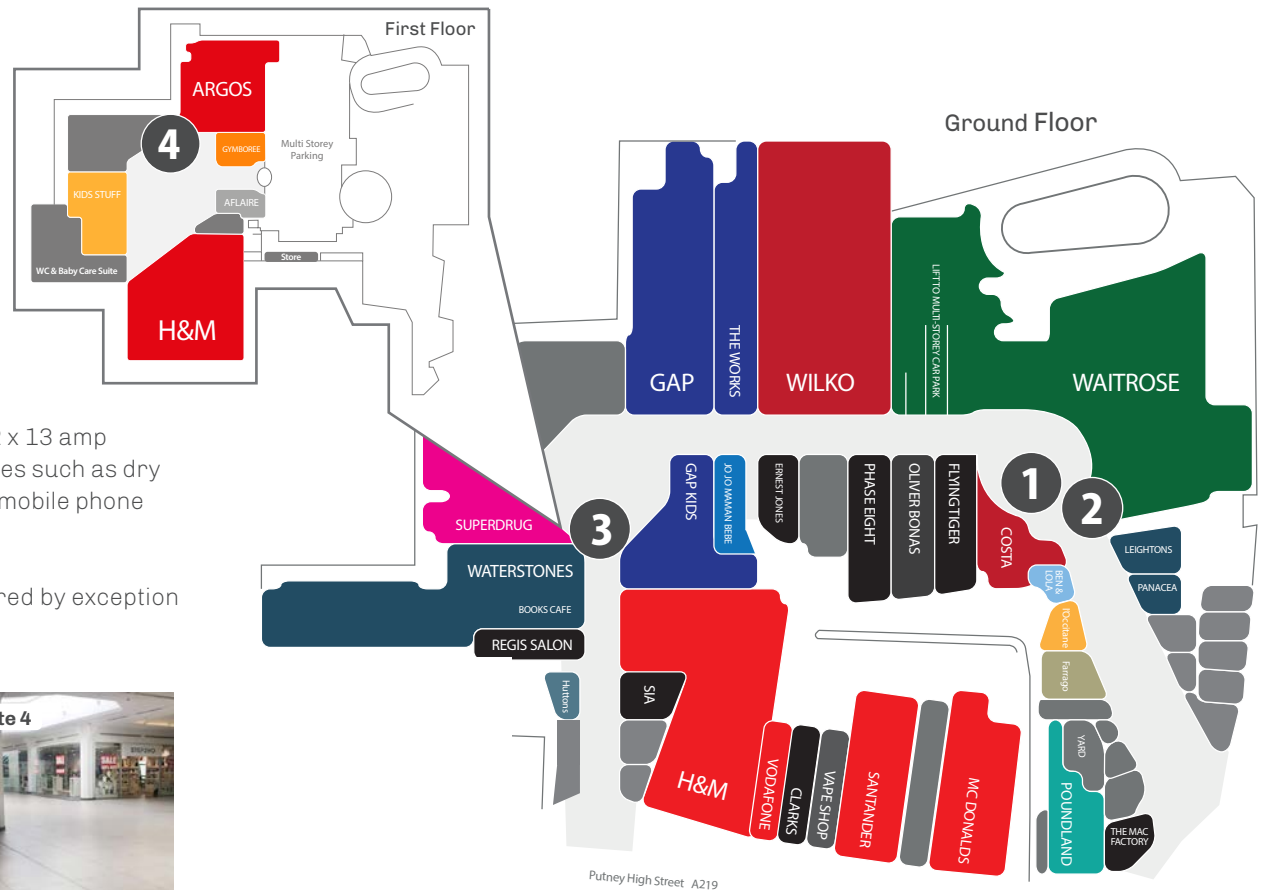 First Floor
ARGOS
4
GYMBOREE
Multi Storey
Parking
KIDS STUFF
AFLAIRE
WC & Baby Care Suite
Store
H&M
Ground Floor
GAP
THE WORKS
WILKO
LIFT TO MULTI-STOREY CAR PARK
WAITROSE
x 13 amp
es such as dry
mobile phone
red by exception
SUPERDRUG
3
GAP KIDS
JO JO MAMAN BEBE
ERNEST JONES
PHASE EIGHT
OLIVER BONAS
FLYINGTIGER
1
2
COSTA
LEIGHTONS
BEN &
LOLA
PANACEA
WATERSTONES
BOOKS CAFE
REGIS SALON
l'Occitane
Farrago
Huttons
SIA
te 4
SALE
H&M
VODAFONE
CLARKS
VAPE SHOP
SANTANDER
MC DONALDS
YARD
POUNDLAND
THE MAC
FACTORY
Putney High Street A219